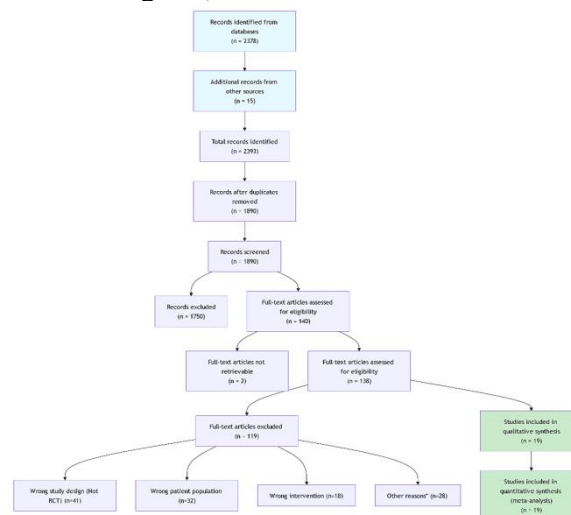 Records identified from
databases
(n = 2378)
Additional records from
other sources
(n = 15)
Total records identified
(n = 2393)
Records after duplicates
removed
(n = 1890)
Records screened
(n = 1890)
Records excluded
(n = 1750)
Full-text articles assessed
for eligibility
(n = 140)
Full-text articles not
retrievable
(n = 2)
Full-text articles assessed
for eligibility
(n = 138)
Full-text articles excluded
(n = 119)
Studies included in
qualitative synthesis
(n = 19)
Wrong study design (Not
RCT) (n=41)
Wrong patient population
(n=32)
Wrong intervention (n=18)
Other reasons* (n=28)
Studies included in
quantitative synthesis
(meta-analysis)
(n = 19)